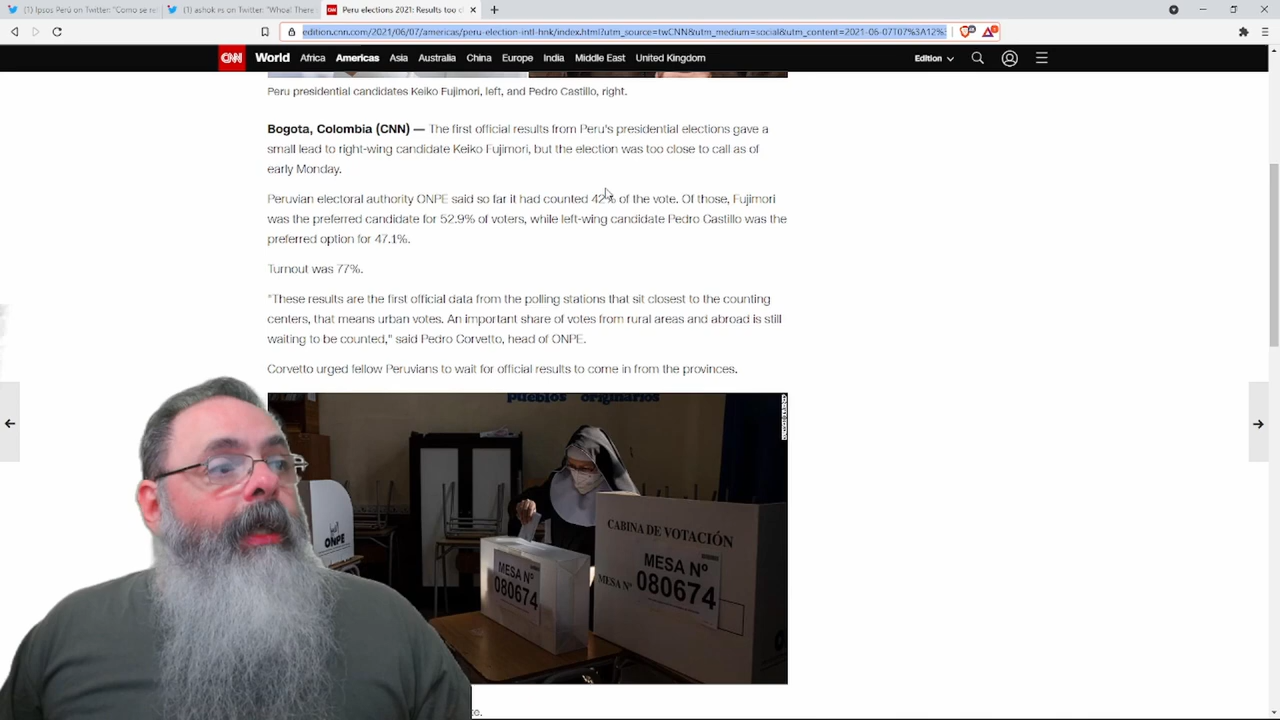 (1) Ipsos Perú on Twitter: "Como se re
(1) ashok rs on Twitter: "Whoa! There
Peru elections 2021: Results too cl
edition.cnn.com/2021/06/07/americas/peru-election-intl-hnk/index.html?utm_source=twCNN&utm_medium=social&utm_content=2021-06-07T07%3A12%3
CNN World Africa Americas Asia Australia China Europe India Middle East United Kingdom Edition
Peru presidential candidates Keiko Fujimori, left, and Pedro Castillo, right.
Bogota, Colombia (CNN) — The first official results from Peru's presidential elections gave a
small lead to right-wing candidate Keiko Fujimori, but the election was too close to call as of
early Monday.
Peruvian electoral authority ONPE said so far it had counted 42% of the vote. Of those, Fujimori
was the preferred candidate for 52.9% of voters, while left-wing candidate Pedro Castillo was the
preferred option for 47.1%.
Turnout was 77%.
"These results are the first official data from the polling stations that sit closest to the counting
centers, that means urban votes. An important share of votes from rural areas and abroad is still
waiting to be counted," said Pedro Corvetto, head of ONPE.
Corvetto urged fellow Peruvians to wait for official results to come in from the provinces.
pueblos originarios
CABINA DE VOTACIÓN
MESA Nº
080674
MESA Nº
MESA Nº
080674
ONPE
te.